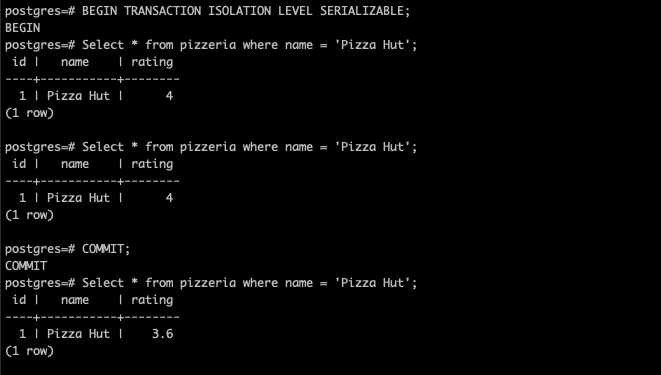 postgres=# BEGIN TRANSACTION ISOLATION LEVEL SERIALIZABLE;
BEGIN
postgres=# Select * from pizzeria where name = 'Pizza Hut';
 id |   name    | rating
----+-----------+--------
  1 | Pizza Hut |      4
(1 row)

postgres=# Select * from pizzeria where name = 'Pizza Hut';
 id |   name    | rating
----+-----------+--------
  1 | Pizza Hut |      4
(1 row)

postgres=# COMMIT;
COMMIT
postgres=# Select * from pizzeria where name = 'Pizza Hut';
 id |   name    | rating
----+-----------+--------
  1 | Pizza Hut |    3.6
(1 row)